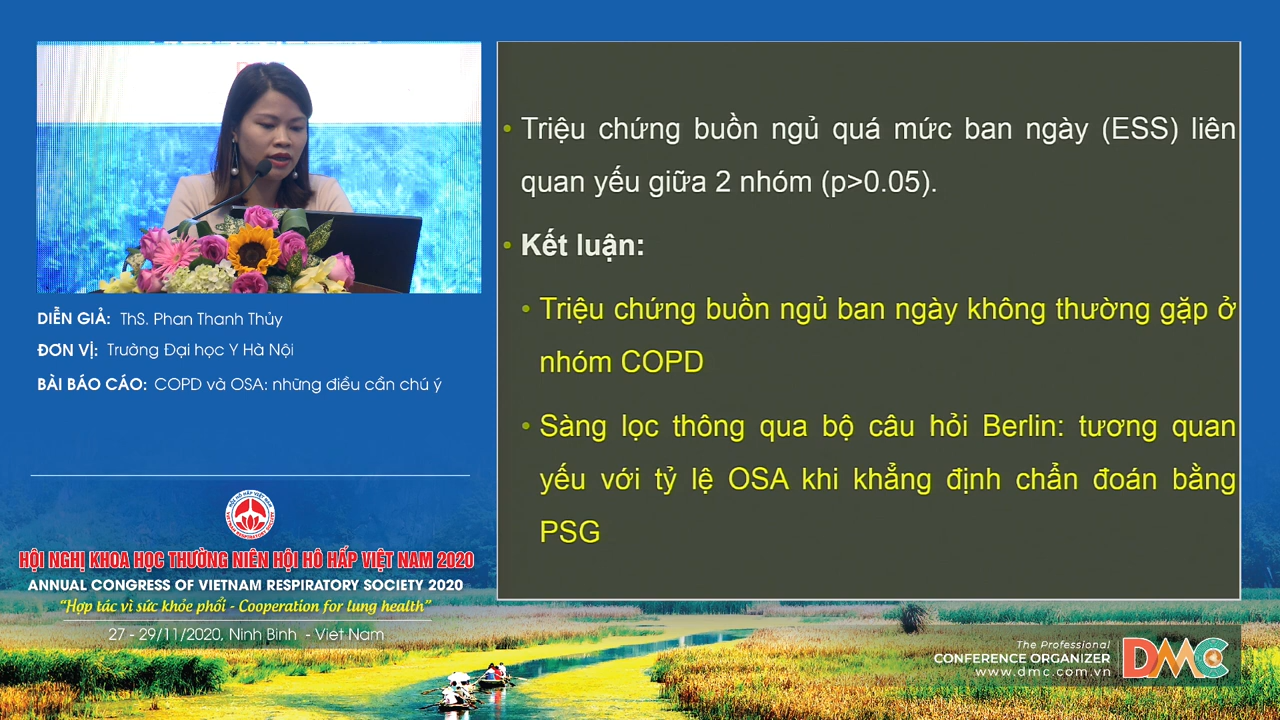 DIỄN GIẢ: ThS. Phan Thanh Thủy
ĐƠN VỊ: Trường Đại học Y Hà Nội
BÀI BÁO CÁO: COPD và OSA: những điều cần chú ý
HỘI NGHỊ KHOA HỌC THƯỜNG NIÊN HỘI HÔ HẤP VIỆT NAM 2020
ANNUAL CONGRESS OF VIETNAM RESPIRATORY SOCIETY 2020
“Hợp tác vì sức khỏe phổi - Cooperation for lung health”
27 - 29/11/2020, Ninh Bình - Việt Nam
• Triệu chứng buồn ngủ quá mức ban ngày (ESS) liên
quan yếu giữa 2 nhóm (p>0.05).
• Kết luận:
• Triệu chứng buồn ngủ ban ngày không thường gặp ở
nhóm COPD
• Sàng lọc thông qua bộ câu hỏi Berlin: tương quan
yếu với tỷ lệ OSA khi khẳng định chẩn đoán bằng
PSG
The Professional
CONFERENCE ORGANIZER
www.dmc.com.vn
DMC